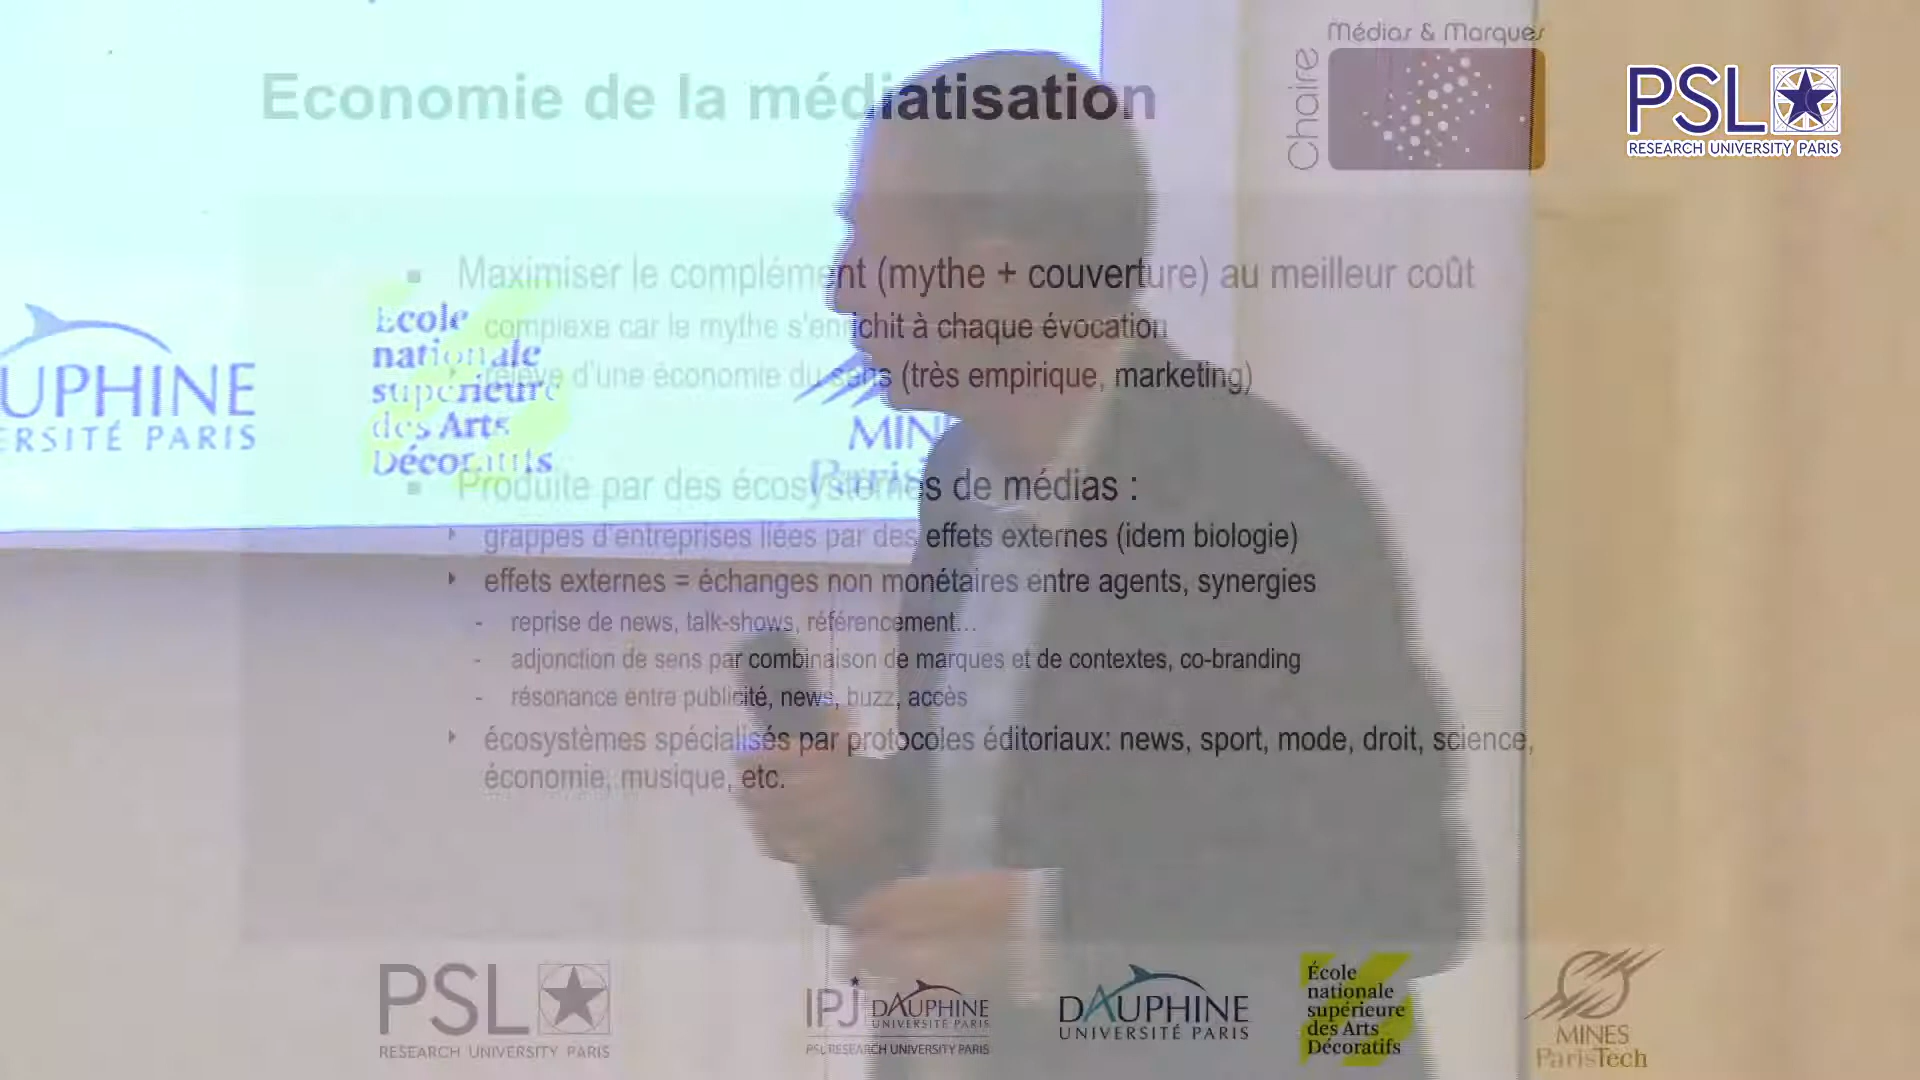 Economie de la médiatisation
Chaire
Médias & Marques
PSL
RESEARCH UNIVERSITY PARIS
▪ Maximiser le complément (mythe + couverture) au meilleur coût
complexe car le mythe s'enrichit à chaque évocation
relève d'une économie du sens (très empirique, marketing)
UPHINE
ERSITÉ PARIS
École
nationale
supérieure
des Arts
Décoratifs
MIN
Paris
▪ Produite par des écosystèmes de médias :
‣ grappes d'entreprises liées par des effets externes (idem biologie)
‣ effets externes = échanges non monétaires entre agents, synergies
- reprise de news, talk-shows, référencement...
- adjonction de sens par combinaison de marques et de contextes, co-branding
- résonance entre publicité, news, buzz, accès
‣ écosystèmes spécialisés par protocoles éditoriaux: news, sport, mode, droit, science,
économie, musique, etc.
PSL
RESEARCH UNIVERSITY PARIS
IPJ DAUPHINE
UNIVERSITÉ PARIS
PSL RESEARCH UNIVERSITY PARIS
DAUPHINE
UNIVERSITÉ PARIS
École
nationale
supérieure
des Arts
Décoratifs
MINES
ParisTech